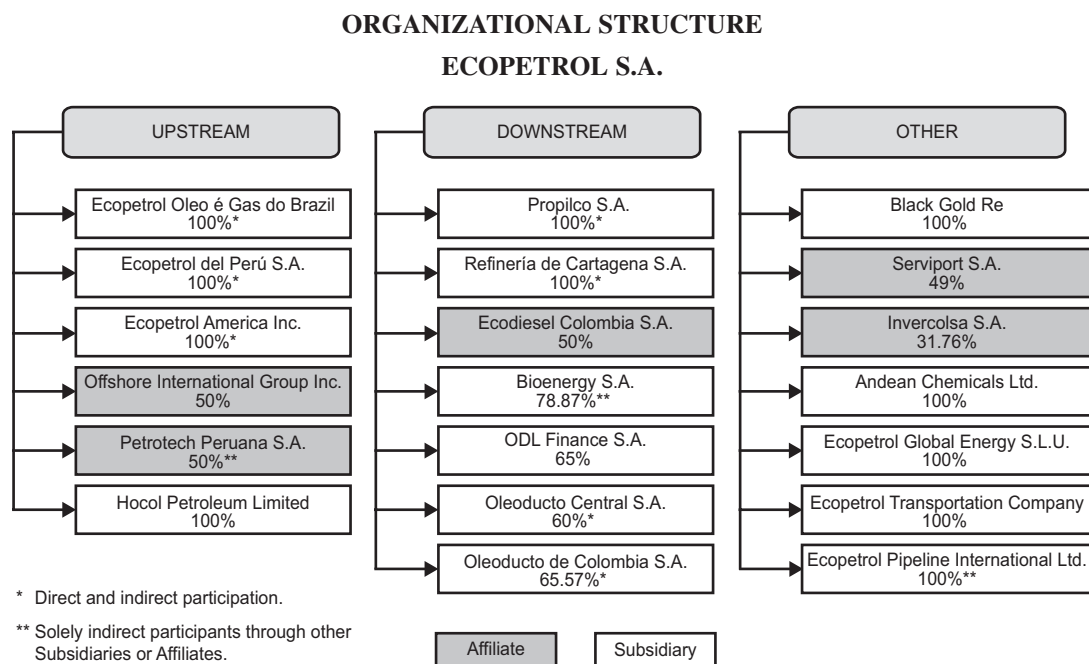 ORGANIZATIONAL STRUCTURE
ECOPETROL S.A.
UPSTREAM
Ecopetrol Oleo é Gas do Brazil
100%*
Ecopetrol del Perú S.A.
100%*
Ecopetrol America Inc.
100%*
Offshore International Group Inc.
50%
Petrotech Peruana S.A.
50%**
Hocol Petroleum Limited
100%
DOWNSTREAM
Propilco S.A.
100%*
Refinería de Cartagena S.A.
100%*
Ecodiesel Colombia S.A.
50%
Bioenergy S.A.
78.87%**
ODL Finance S.A.
65%
Oleoducto Central S.A.
60%*
Oleoducto de Colombia S.A.
65.57%*
OTHER
Black Gold Re
100%
Serviport S.A.
49%
Invercolsa S.A.
31.76%
Andean Chemicals Ltd.
100%
Ecopetrol Global Energy S.L.U.
100%
Ecopetrol Transportation Company
100%
Ecopetrol Pipeline International Ltd.
100%**
* Direct and indirect participation.
** Solely indirect participants through other
Subsidiaries or Affiliates.
Affiliate
Subsidiary